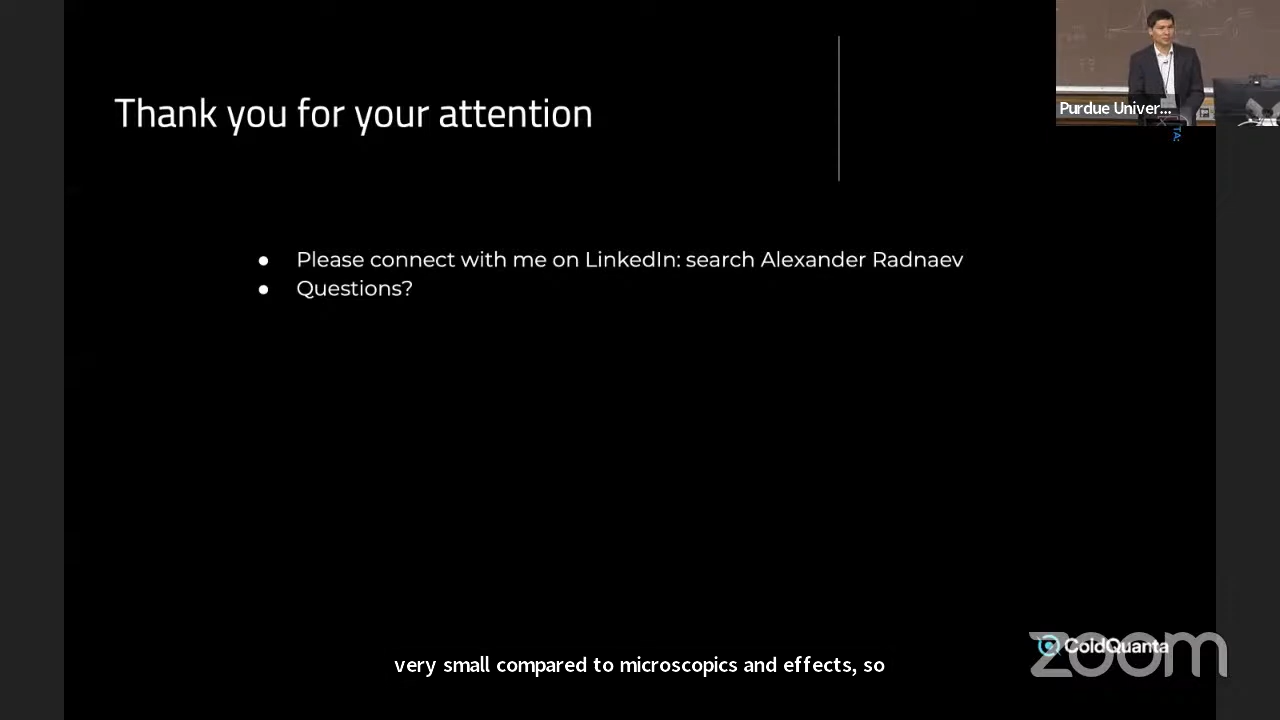 Thank you for your attention
Purdue Univer...
TA:
● Please connect with me on LinkedIn: search Alexander Radnaev
● Questions?
ColdQuanta
zoom
very small compared to microscopics and effects, so